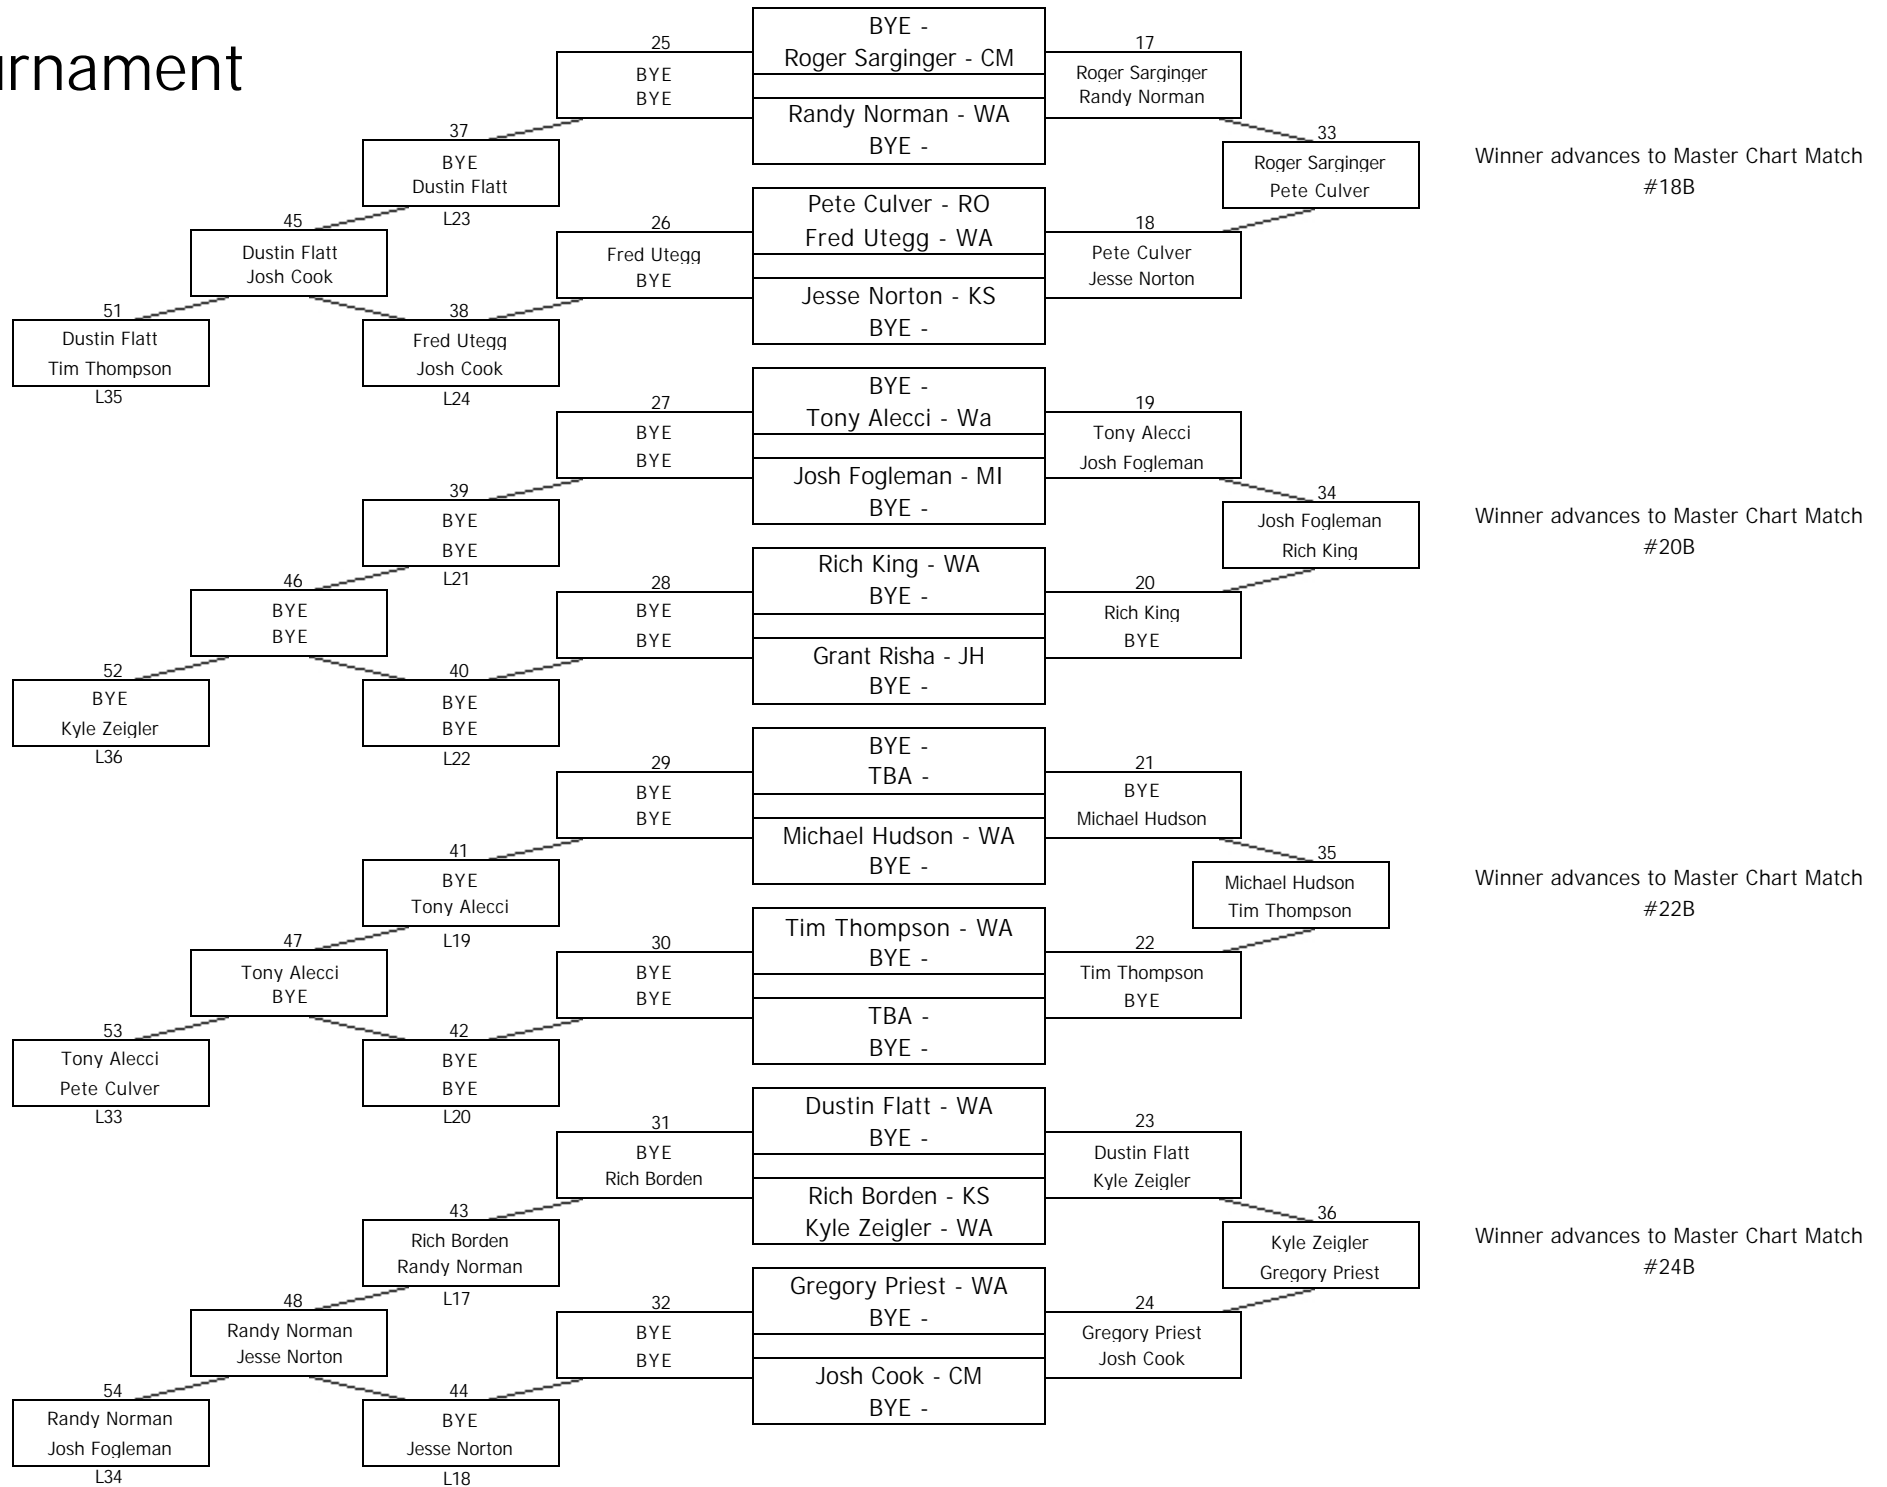 urnament
BYE -
Roger Sarginger - CM
Randy Norman - WA
BYE -
Pete Culver - RO
Fred Utegg - WA
Jesse Norton - KS
BYE -
BYE -
Tony Alecci - Wa
Josh Fogleman - MI
BYE -
Rich King - WA
BYE -
Grant Risha - JH
BYE -
BYE -
TBA -
Michael Hudson - WA
BYE -
Tim Thompson - WA
BYE -
TBA -
BYE -
Dustin Flatt - WA
BYE -
Rich Borden - KS
Kyle Zeigler - WA
Gregory Priest - WA
BYE -
Josh Cook - CM
BYE -
17
Roger Sarginger
Randy Norman
18
Pete Culver
Jesse Norton
19
Tony Alecci
Josh Fogleman
20
Rich King
BYE
21
BYE
Michael Hudson
22
Tim Thompson
BYE
23
Dustin Flatt
Kyle Zeigler
24
Gregory Priest
Josh Cook
33
Roger Sarginger
Pete Culver
34
Josh Fogleman
Rich King
35
Michael Hudson
Tim Thompson
36
Kyle Zeigler
Gregory Priest
Winner advances to Master Chart Match
#18B
Winner advances to Master Chart Match
#20B
Winner advances to Master Chart Match
#22B
Winner advances to Master Chart Match
#24B
25
BYE
BYE
26
Fred Utegg
BYE
27
BYE
BYE
28
BYE
BYE
29
BYE
BYE
30
BYE
BYE
31
BYE
Rich Borden
32
BYE
BYE
37
BYE
Dustin Flatt
L23
38
Fred Utegg
Josh Cook
L24
39
BYE
BYE
L21
40
BYE
BYE
L22
41
BYE
Tony Alecci
L19
42
BYE
BYE
L20
43
Rich Borden
Randy Norman
L17
44
BYE
Jesse Norton
L18
45
Dustin Flatt
Josh Cook
46
BYE
BYE
47
Tony Alecci
BYE
48
Randy Norman
Jesse Norton
51
Dustin Flatt
Tim Thompson
L35
52
BYE
Kyle Zeigler
L36
53
Tony Alecci
Pete Culver
L33
54
Randy Norman
Josh Fogleman
L34